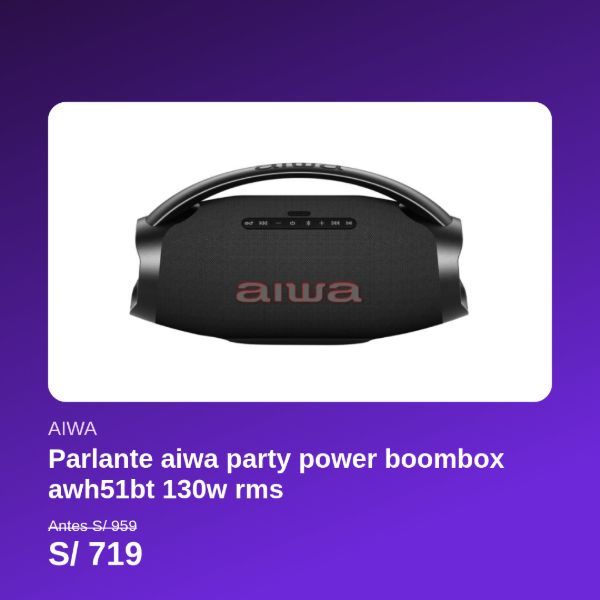 aiwa
aiwa
AIWA
Parlante aiwa party power boombox
awh51bt 130w rms
Antes S/ 959
S/ 719